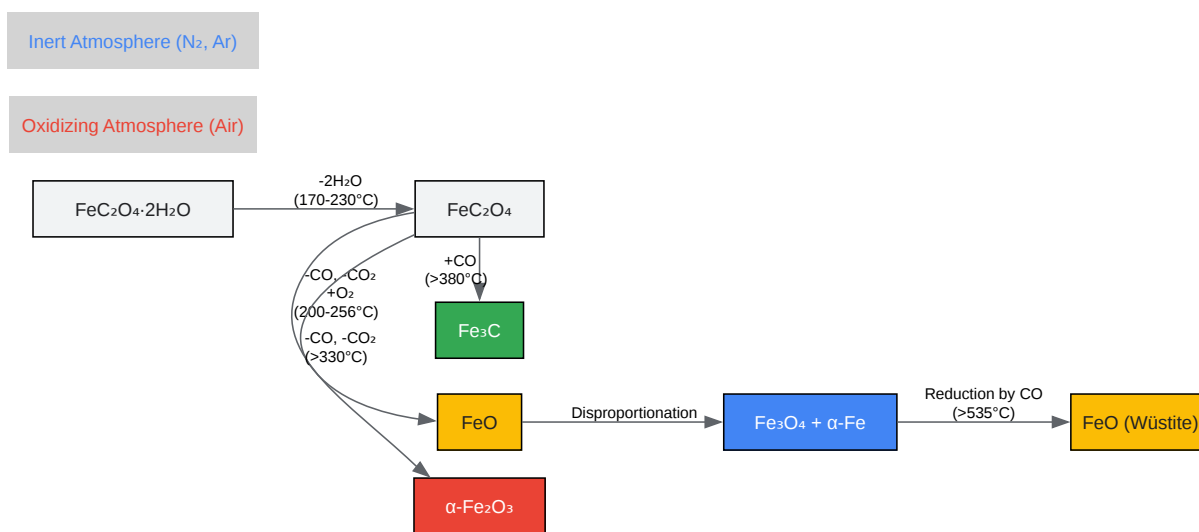 Inert Atmosphere (N₂, Ar)
Oxidizing Atmosphere (Air)
-2H₂O
(170-230°C)
FeC₂O₄·2H₂O
FeC₂O₄
+CO
(>380°C)
-CO, -CO₂
+O₂
(200-256°C)
-CO, -CO₂
(>330°C)
Fe₃C
FeO
Disproportionation
Fe₃O₄ + α-Fe
Reduction by CO
(>535°C)
FeO (Wüstite)
α-Fe₂O₃